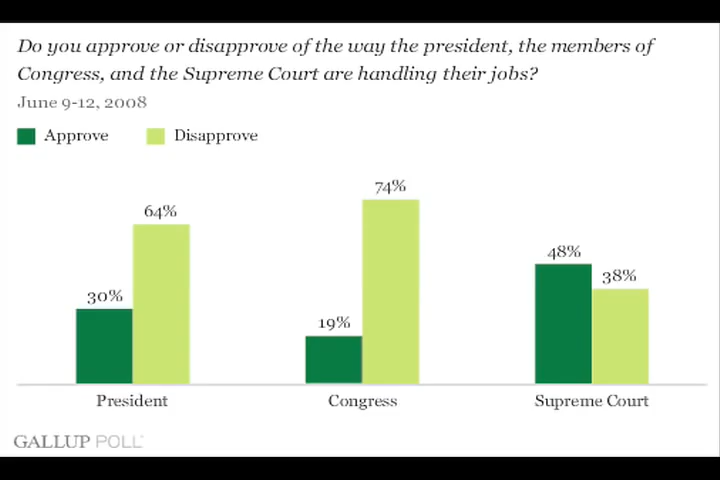 Do you approve or disapprove of the way the president, the members of
Congress, and the Supreme Court are handling their jobs?
June 9-12, 2008
Approve Disapprove
74%
64%
48%
38%
30%
19%
President Congress Supreme Court
GALLUP POLL